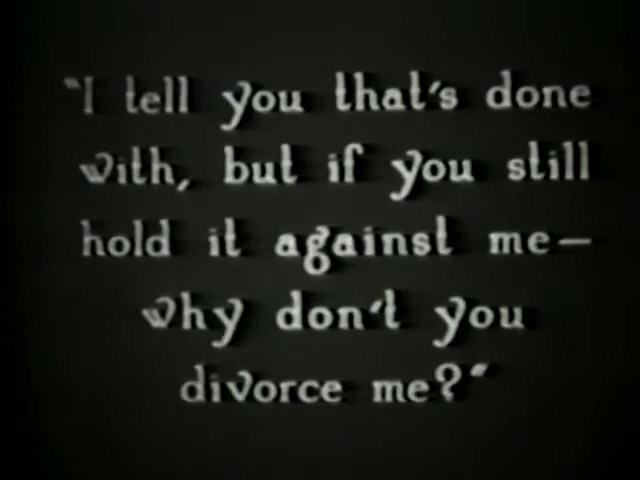 "I tell you that's done
with, but if you still
hold it against me—
why don't you
divorce me?"